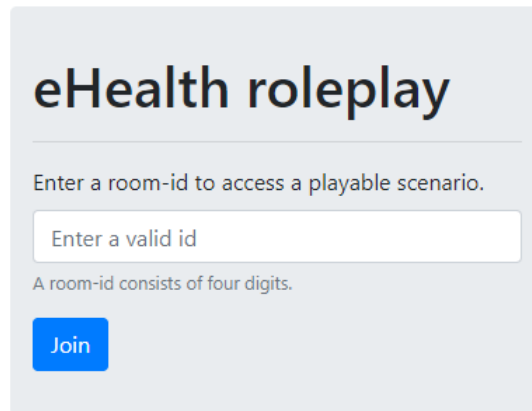 eHealth roleplay
Enter a room-id to access a playable scenario.
Enter a valid id
A room-id consists of four digits.
Join